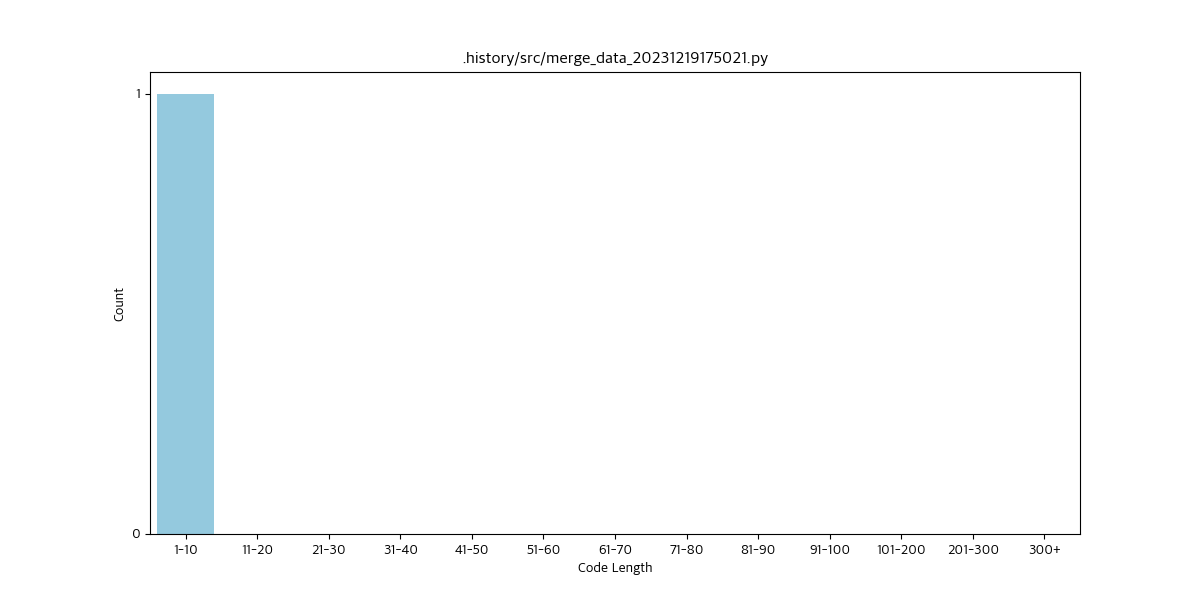 .history/src/merge_data_20231219175021.py
Count
1
0
1-10 11-20 21-30 31-40 41-50 51-60 61-70 71-80 81-90 91-100 101-200 201-300 300+
Code Length